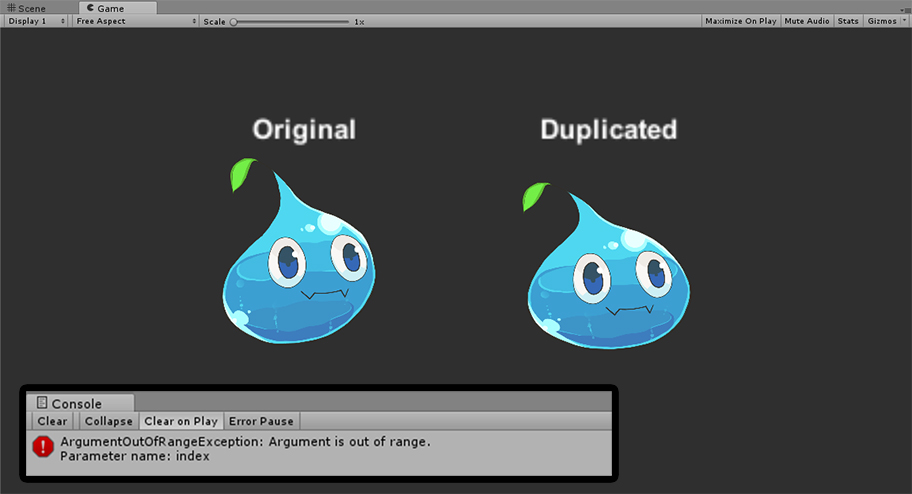 Scene Game
Display 1 Free Aspect Scale 1x Maximize On Play Mute Audio Stats Gizmos
Original Duplicated
Console
Clear Collapse Clear on Play Error Pause
ArgumentOutOfRangeException: Argument is out of range.
Parameter name: index